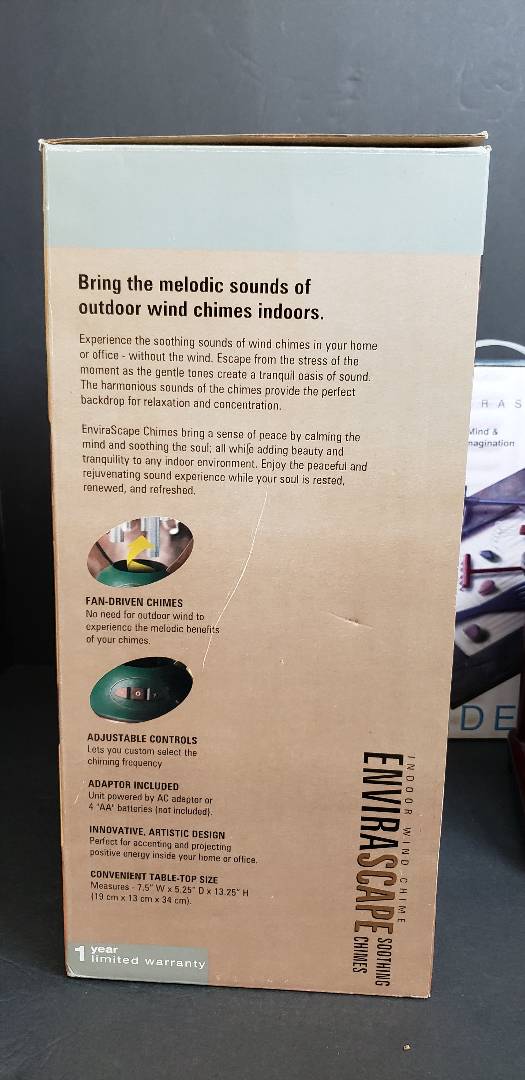 Bring the melodic sounds of
outdoor wind chimes indoors.
Experience the soothing sounds of wind chimes in your home
or office - without the wind. Escape from the stress of the
moment as the gentle tones create a tranquil oasis of sound.
The harmonious sounds of the chimes provide the perfect
backdrop for relaxation and concentration.
EnviraScape Chimes bring a sense of peace by calming the
mind and soothing the soul; all while adding beauty and
tranquility to any indoor environment. Enjoy the peaceful and
rejuvenating sound experience while your soul is rested,
renewed, and refreshed.
FAN-DRIVEN CHIMES
No need for outdoor wind to
experience the melodic benefits
of your chimes.
ADJUSTABLE CONTROLS
Lets you custom select the
chiming frequency
ADAPTOR INCLUDED
Unit powered by AC adaptor or
4 "AA" batteries (not included).
INNOVATIVE, ARTISTIC DESIGN
Perfect for accenting and projecting
positive energy inside your home or office.
CONVENIENT TABLE-TOP SIZE
Measures - 7.5" W x 5.25" D x 13.25" H
(19 cm x 13 cm x 34 cm).
1 year
limited warranty
INDOOR WIND CHIME
ENVIRASCAPE
SOOTHING
CHIMES
RAS
Mind &
magination
DE